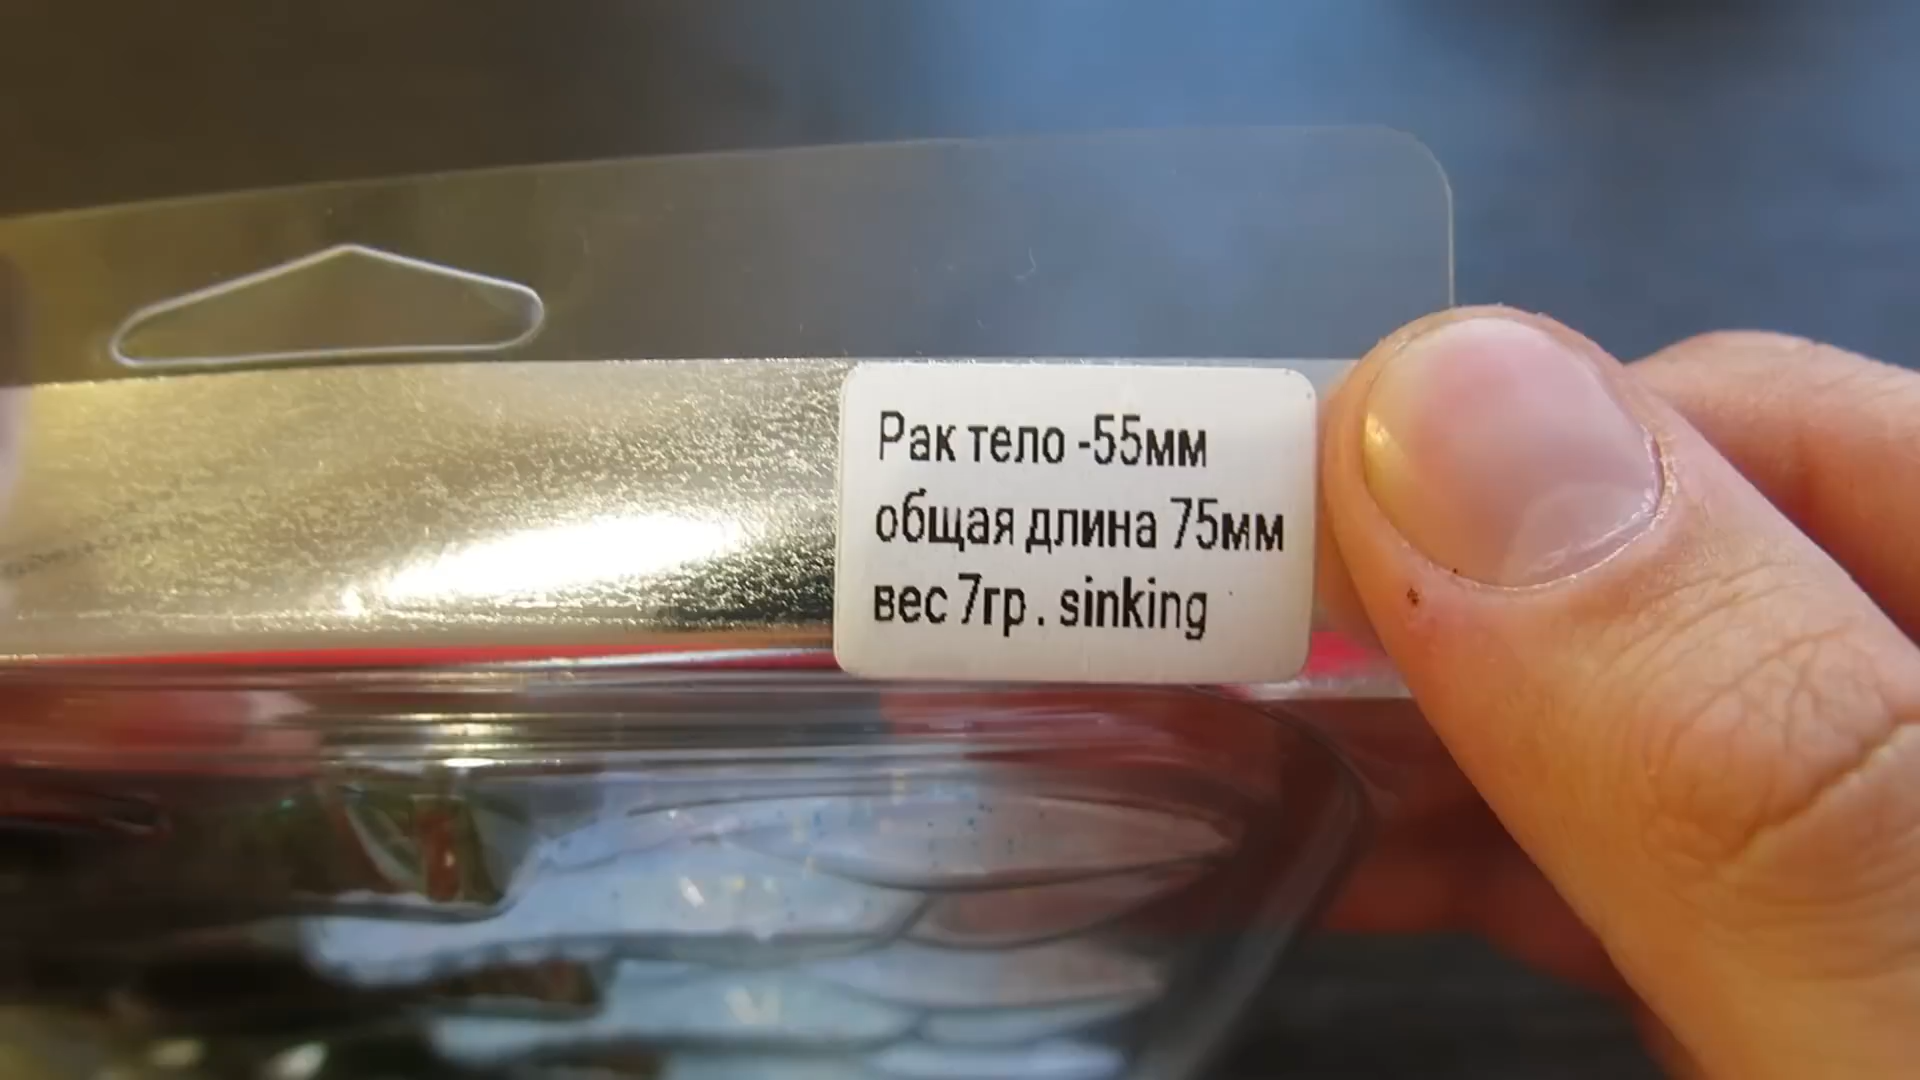 Рак тело -55мм
общая длина 75мм
вес 7гр . sinking